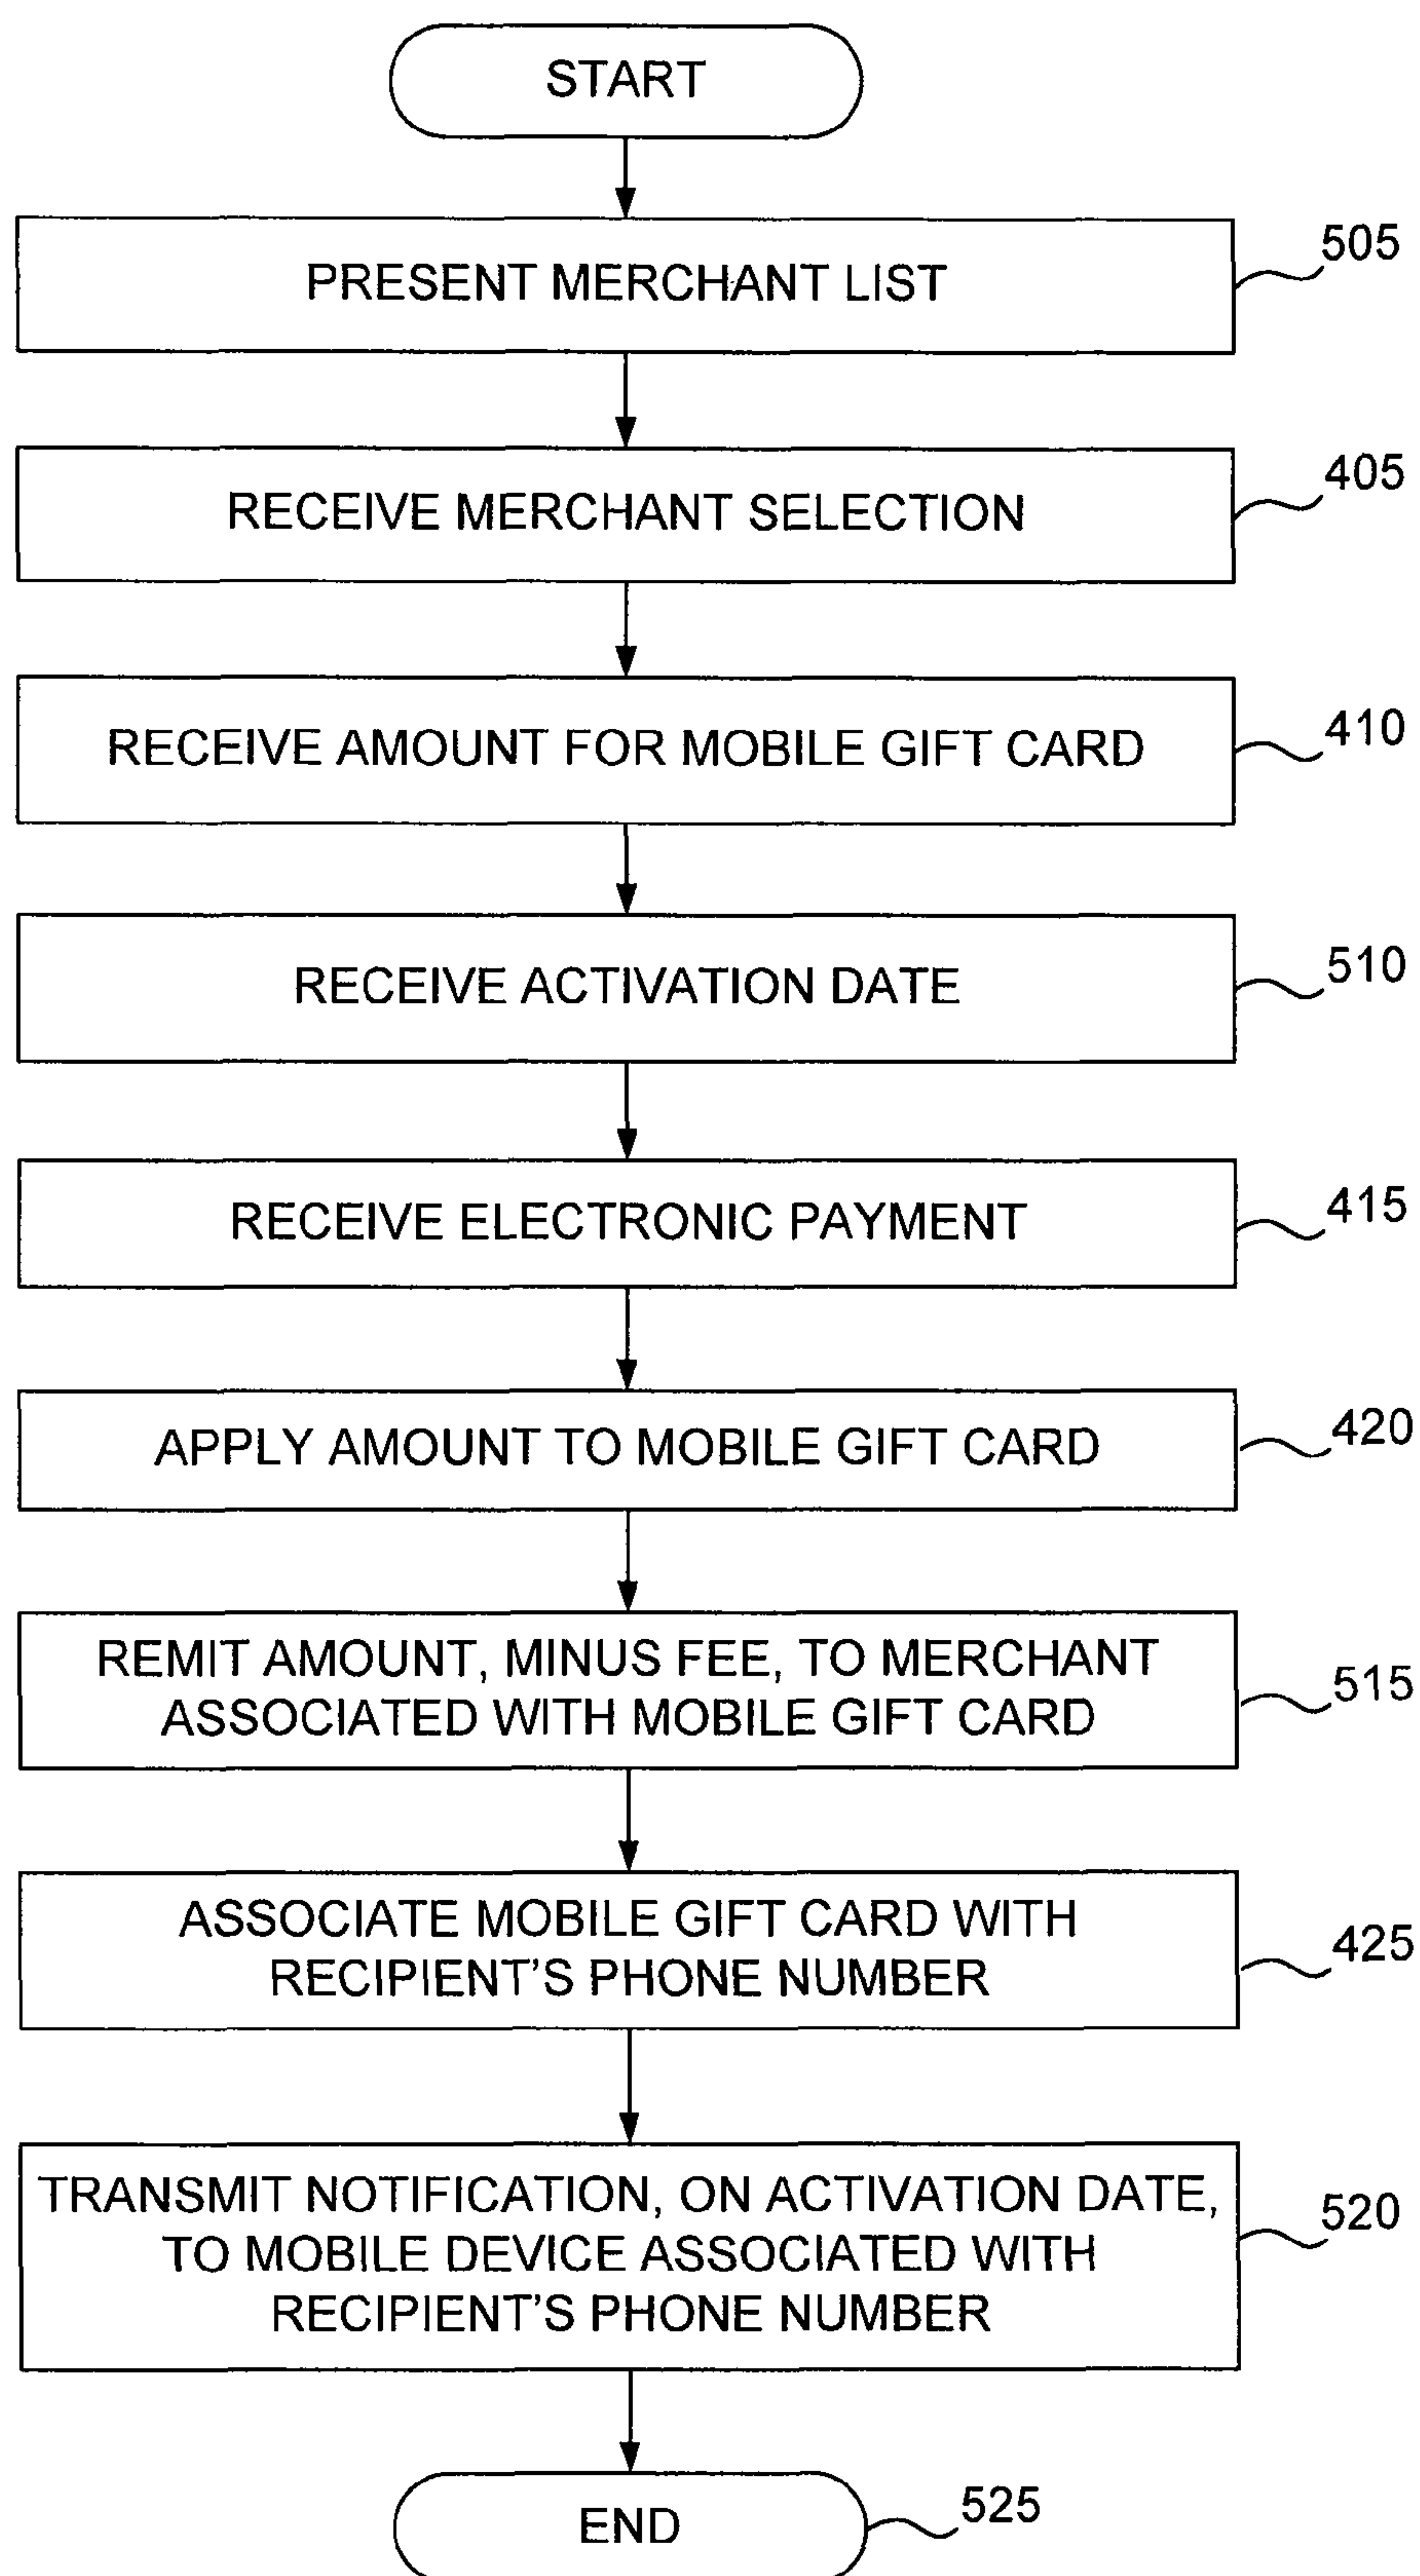 START
PRESENT MERCHANT LIST
505
RECEIVE MERCHANT SELECTION
405
RECEIVE AMOUNT FOR MOBILE GIFT CARD
410
RECEIVE ACTIVATION DATE
510
RECEIVE ELECTRONIC PAYMENT
415
APPLY AMOUNT TO MOBILE GIFT CARD
420
REMIT AMOUNT, MINUS FEE, TO MERCHANT
ASSOCIATED WITH MOBILE GIFT CARD
515
ASSOCIATE MOBILE GIFT CARD WITH
RECIPIENT'S PHONE NUMBER
425
TRANSMIT NOTIFICATION, ON ACTIVATION DATE,
TO MOBILE DEVICE ASSOCIATED WITH
RECIPIENT'S PHONE NUMBER
520
END
525